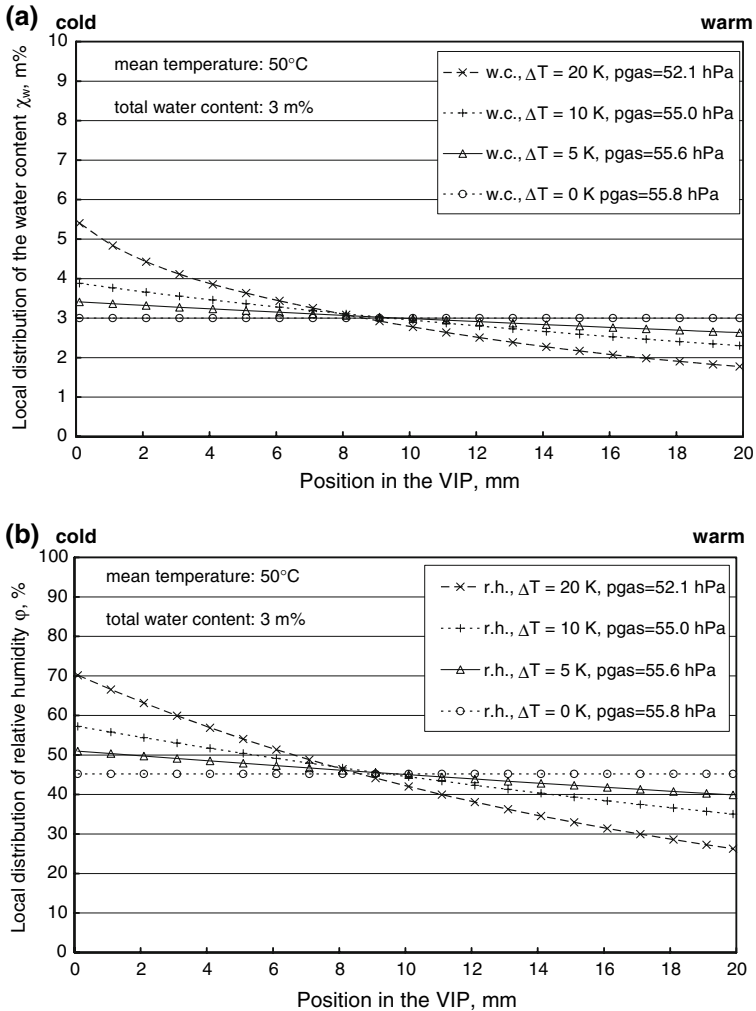 (a) cold warm
10
9
8
7
6
5
4
3
2
1
0
Local distribution of the water content χw, m%
mean temperature: 50°C
total water content: 3 m%
w.c., ΔT = 20 K, pgas=52.1 hPa
w.c., ΔT = 10 K, pgas=55.0 hPa
w.c., ΔT = 5 K, pgas=55.6 hPa
w.c., ΔT = 0 K pgas=55.8 hPa
0 2 4 6 8 10 12 14 16 18 20
Position in the VIP, mm
(b) cold warm
100
90
80
70
60
50
40
30
20
10
0
Local distribution of relative humidity φ, %
mean temperature: 50°C
total water content: 3 m%
r.h., ΔT = 20 K, pgas=52.1 hPa
r.h., ΔT = 10 K, pgas=55.0 hPa
r.h., ΔT = 5 K, pgas=55.6 hPa
r.h., ΔT = 0 K, pgas=55.8 hPa
0 2 4 6 8 10 12 14 16 18 20
Position in the VIP, mm